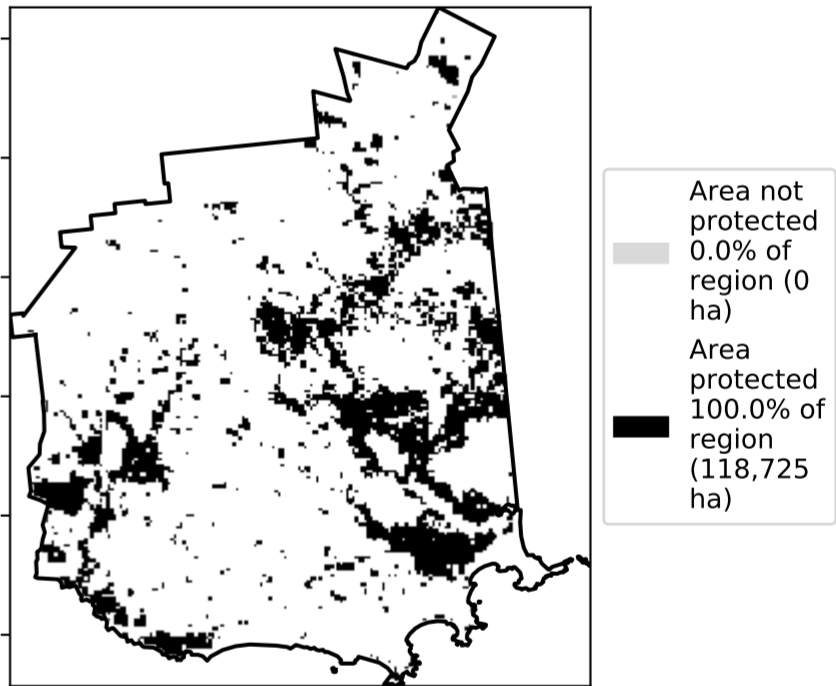 Area not
protected
0.0% of
region (0
ha)
Area
protected
100.0% of
region
(118,725
ha)